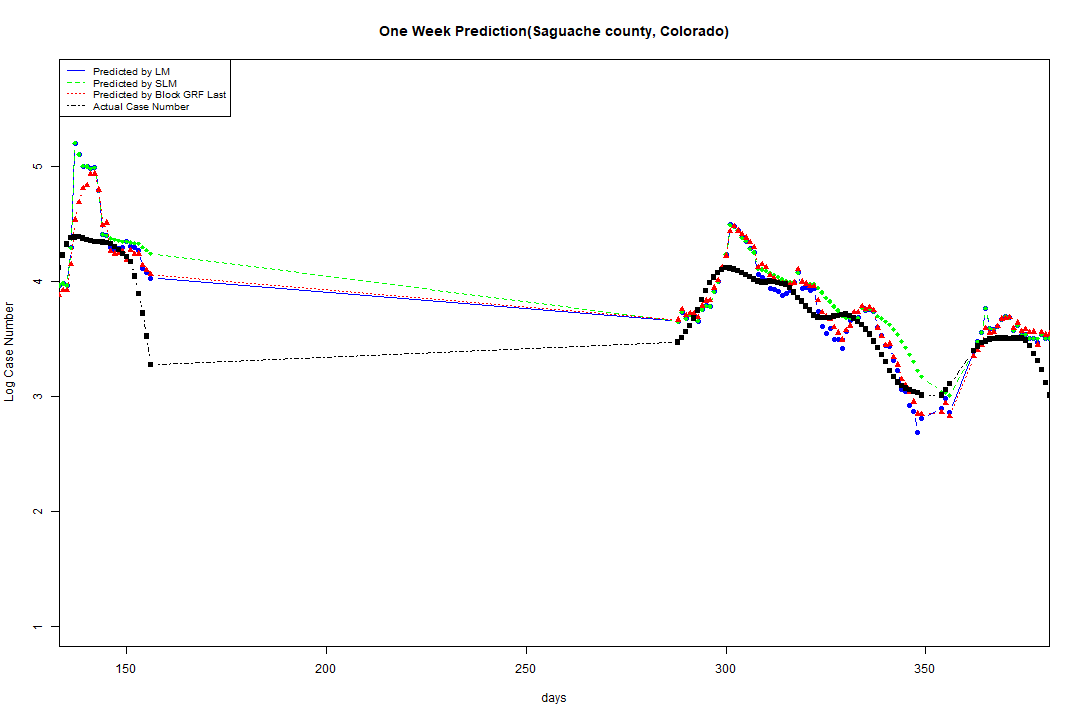 One Week Prediction(Saguache county, Colorado)
Predicted by LM
Predicted by SLM
Predicted by Block GRF Last
Actual Case Number
5
4
3
2
1
Log Case Number
150 200 250 300 350
days